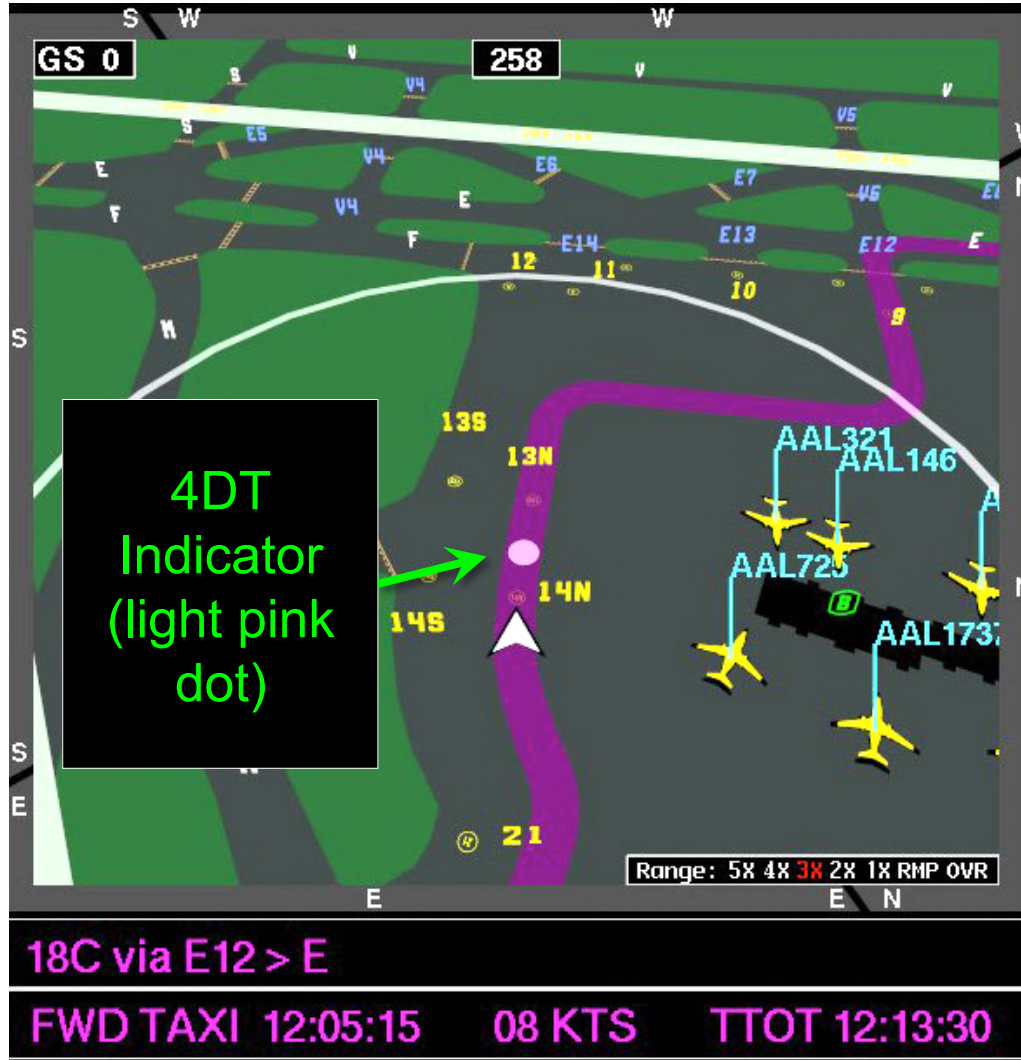 S W
W
GS 0
258
V
V
V
S
V4
V5
S
E5
V4
E6
E7
V6
E
E
V4
F
F
E14
E13
E12
E
12
11
10
9
S
M
13S
13N
AAL321
AAL146
A
4DT
Indicator
(light pink
dot)
AAL725
14N
B
14S
AAL1737
S
E
21
Range: 5X 4X 3X 2X 1X RMP OVR
E
E N
18C via E12 > E
FWD TAXI 12:05:15 08 KTS TTOT 12:13:30